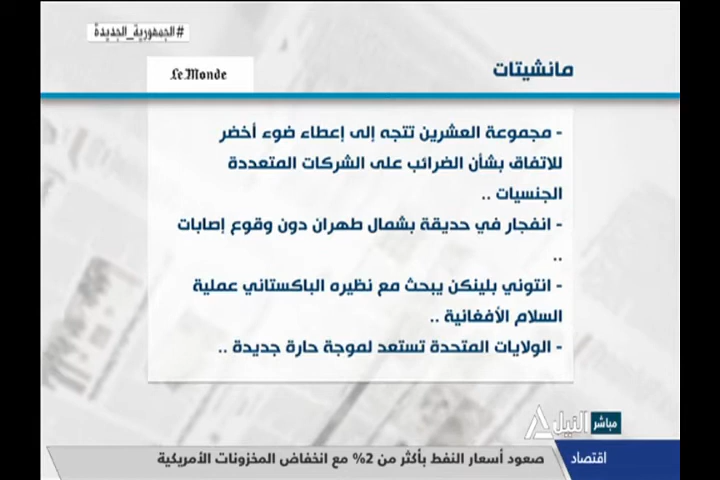 #الجمهورية_الجديدة
مانشيتات
Le Monde
- مجموعة العشرين تتجه إلى إعطاء ضوء أخضر
للاتفاق بشأن الضرائب على الشركات المتعددة
الجنسيات ..
- انفجار في حديقة بشمال طهران دون وقوع إصابات
..
- انتوني بلينكن يبحث مع نظيره الباكستاني عملية
السلام الأفغانية ..
- الولايات المتحدة تستعد لموجة حارة جديدة ..
النيل مباشر
اقتصاد
صعود أسعار النفط بأكثر من 2% مع انخفاض المخزونات الأمريكية